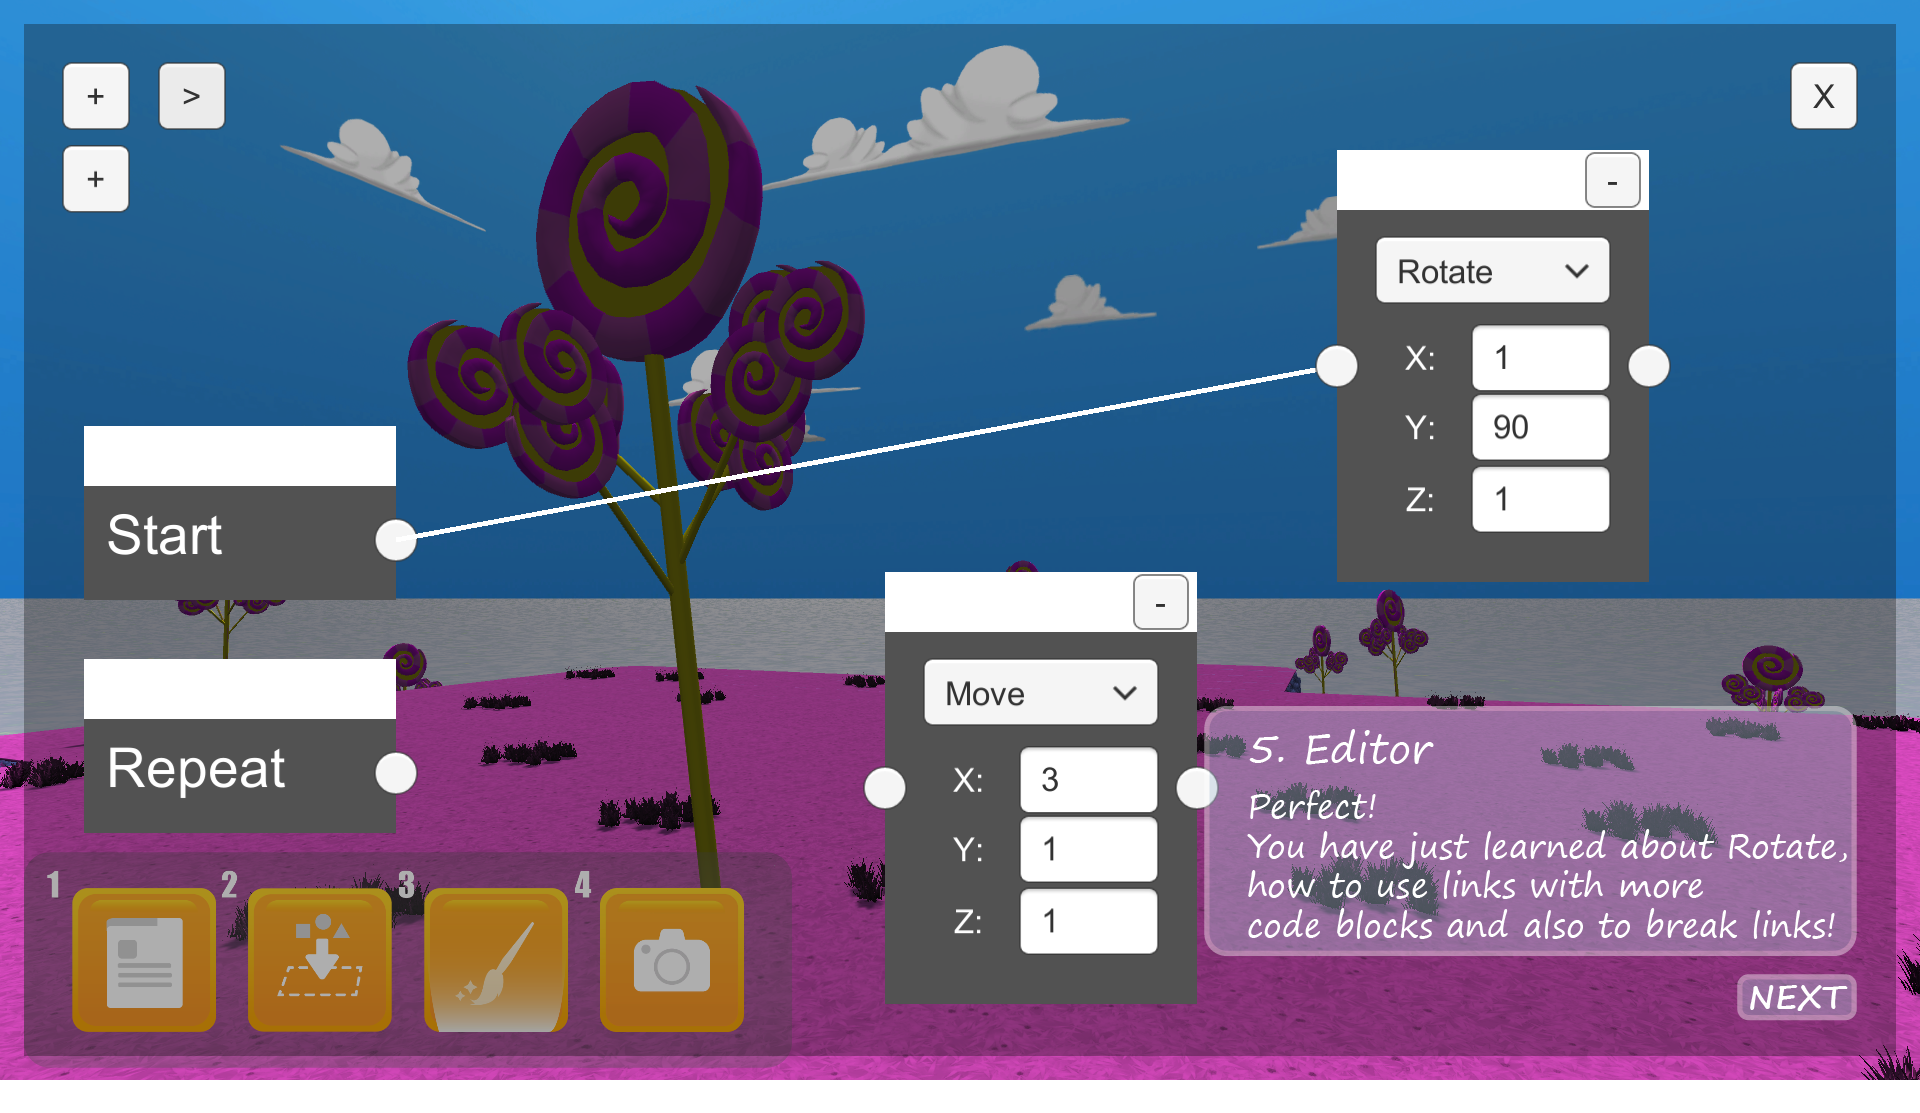 +
>
X
+
-
Rotate
X: 1
Y: 90
Z: 1
Start
-
Move
X: 3
Y: 1
Z: 1
Repeat
5. Editor
Perfect!
You have just learned about Rotate,
how to use links with more
code blocks and also to break links!
1 2 3 4
NEXT